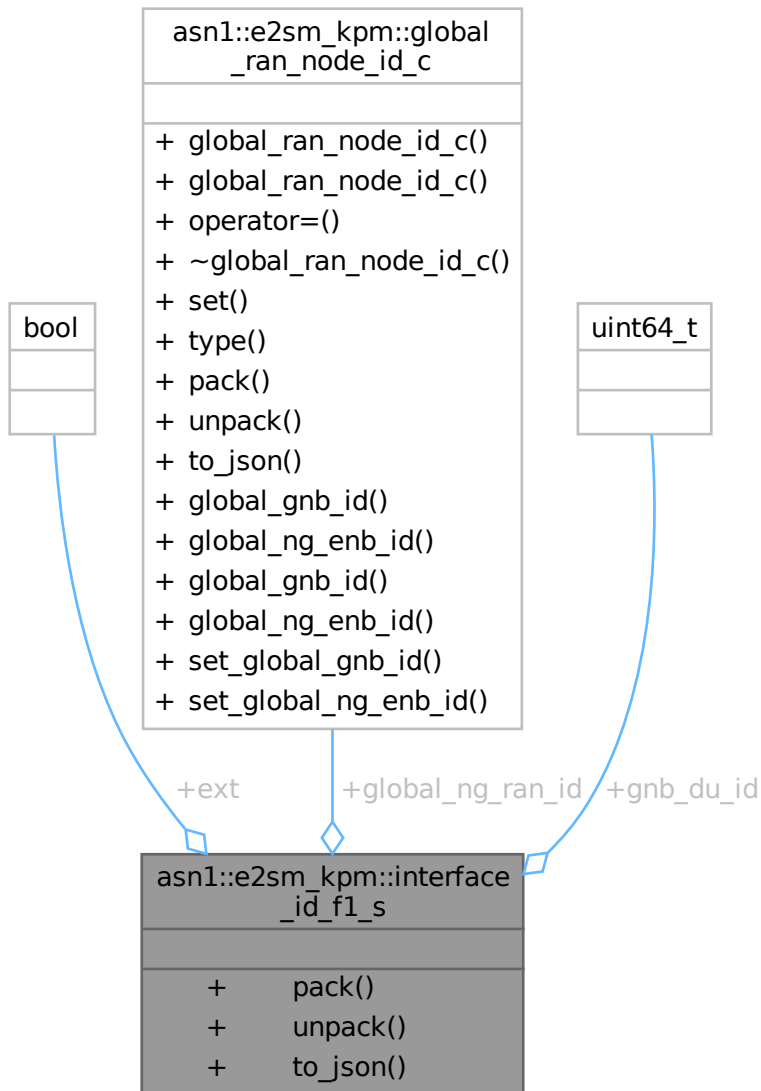 asn1::e2sm_kpm::global
_ran_node_id_c
+ global_ran_node_id_c()
+ global_ran_node_id_c()
+ operator=()
+ ~global_ran_node_id_c()
+ set()
+ type()
+ pack()
+ unpack()
+ to_json()
+ global_gnb_id()
+ global_ng_enb_id()
+ global_gnb_id()
+ global_ng_enb_id()
+ set_global_gnb_id()
+ set_global_ng_enb_id()
bool
uint64_t
+ext
+global_ng_ran_id
+gnb_du_id
asn1::e2sm_kpm::interface
_id_f1_s
+ pack()
+ unpack()
+ to_json()